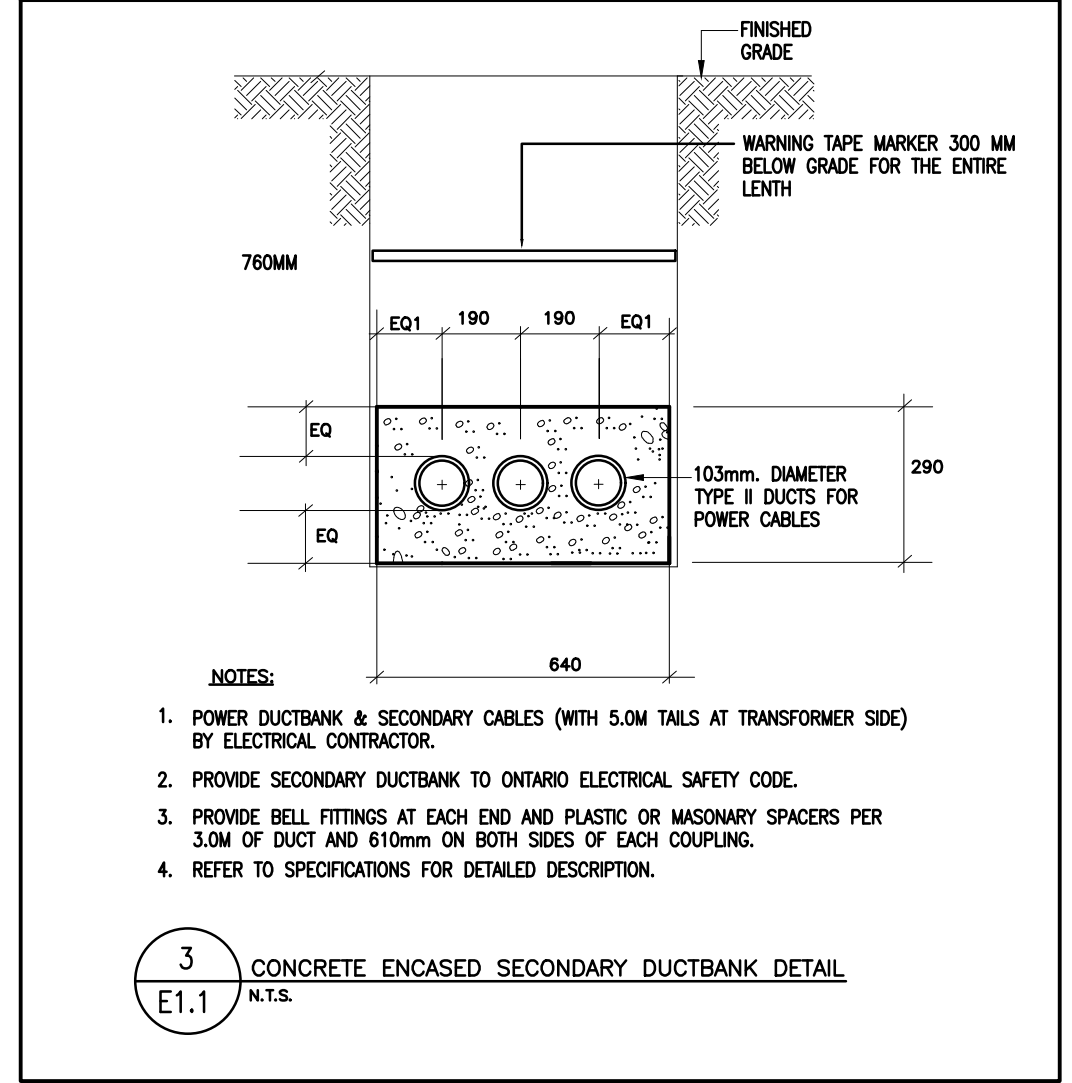 FINISHED
GRADE
WARNING TAPE MARKER 300 MM
BELOW GRADE FOR THE ENTIRE
LENTH
760MM
EQ1 190 190 EQ1
EQ
290
103mm. DIAMETER
TYPE II DUCTS FOR
POWER CABLES
EQ
640
NOTES:
1. POWER DUCTBANK & SECONDARY CABLES (WITH 5.0M TAILS AT TRANSFORMER SIDE)
BY ELECTRICAL CONTRACTOR.
2. PROVIDE SECONDARY DUCTBANK TO ONTARIO ELECTRICAL SAFETY CODE.
3. PROVIDE BELL FITTINGS AT EACH END AND PLASTIC OR MASONARY SPACERS PER
3.0M OF DUCT AND 610mm ON BOTH SIDES OF EACH COUPLING.
4. REFER TO SPECIFICATIONS FOR DETAILED DESCRIPTION.
3
E1.1
CONCRETE ENCASED SECONDARY DUCTBANK DETAIL
N.T.S.